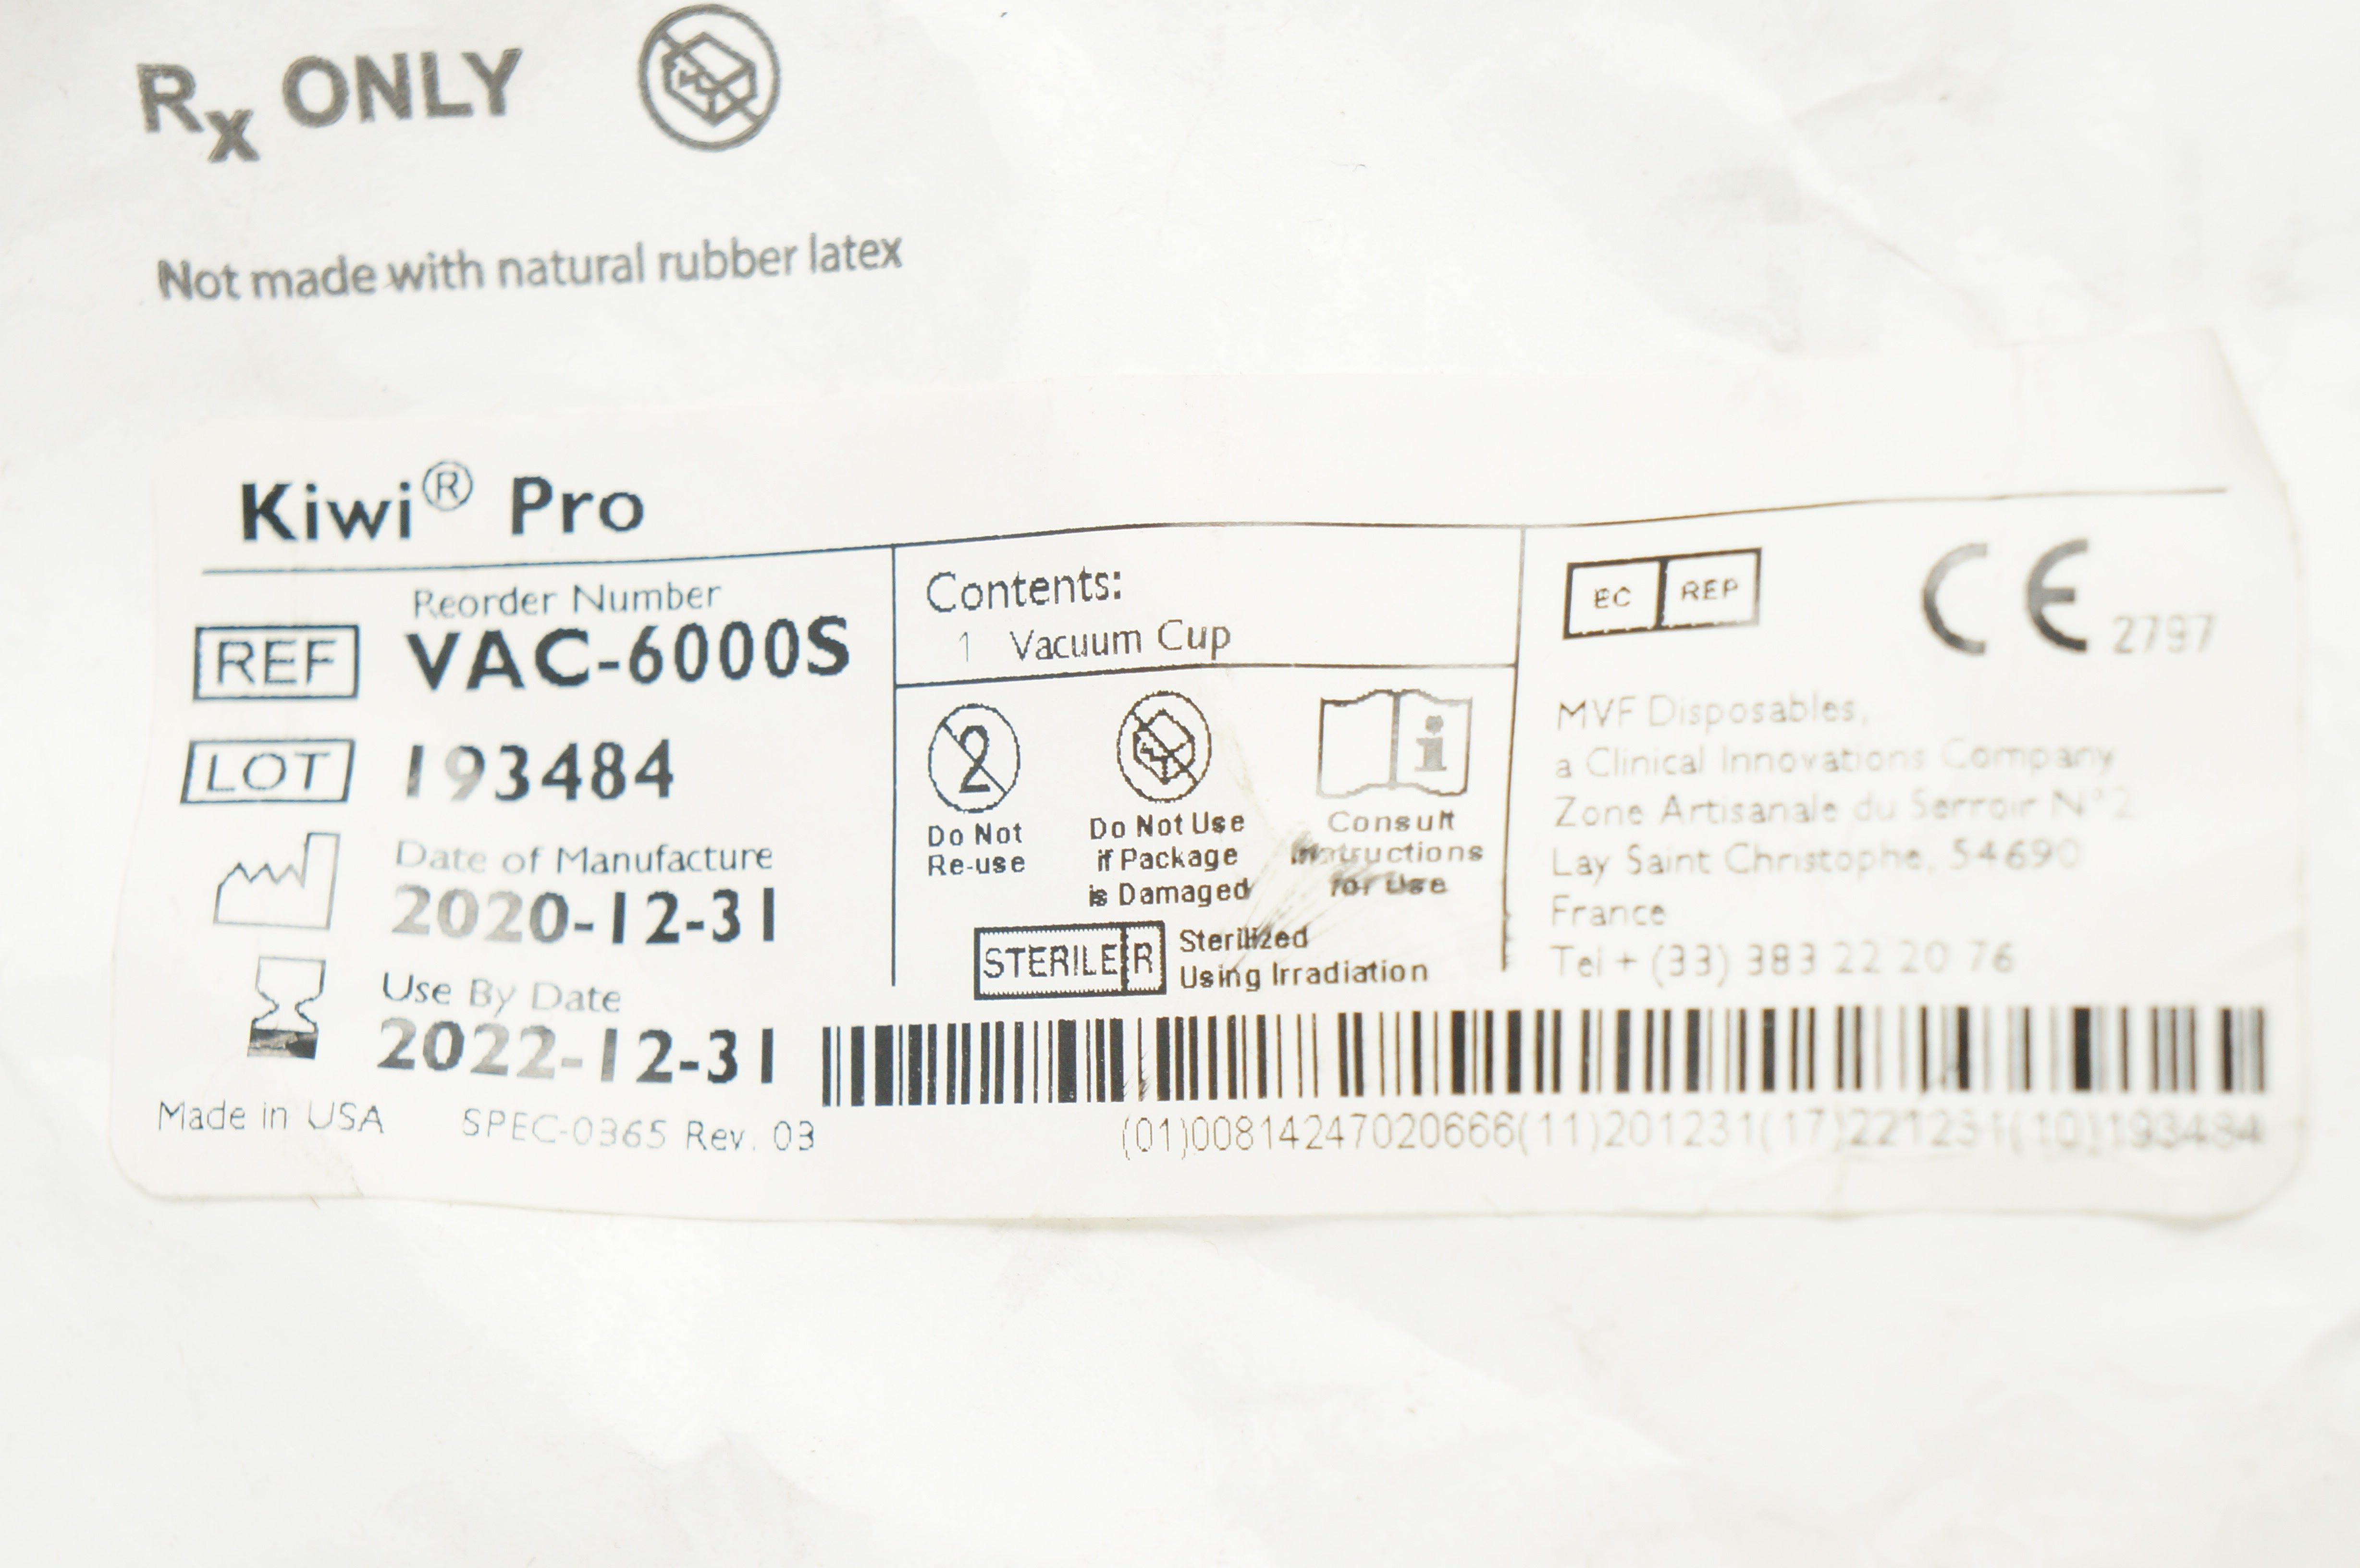 Rx ONLY
Not made with natural rubber latex
Kiwi® Pro
Reorder Number
REF VAC-6000S
LOT 193484
Date of Manufacture
2020-12-31
Use By Date
2022-12-31
Made in USA SPEC-0365 Rev. 03
Contents:
1 Vacuum Cup
2
Do Not
Re-use
Do Not Use
if Package
is Damaged
i
Consult
Instructions
for Use
STERILE R
Sterilized
Using Irradiation
EC REP
CE 2797
MVF Disposables,
a Clinical Innovations Company
Zone Artisanale du Serroir N°2
Lay Saint Christophe, 54690
France
Tel + (33) 383 22 20 76
(01)00814247020666(11)201231(17)221231(10)193484